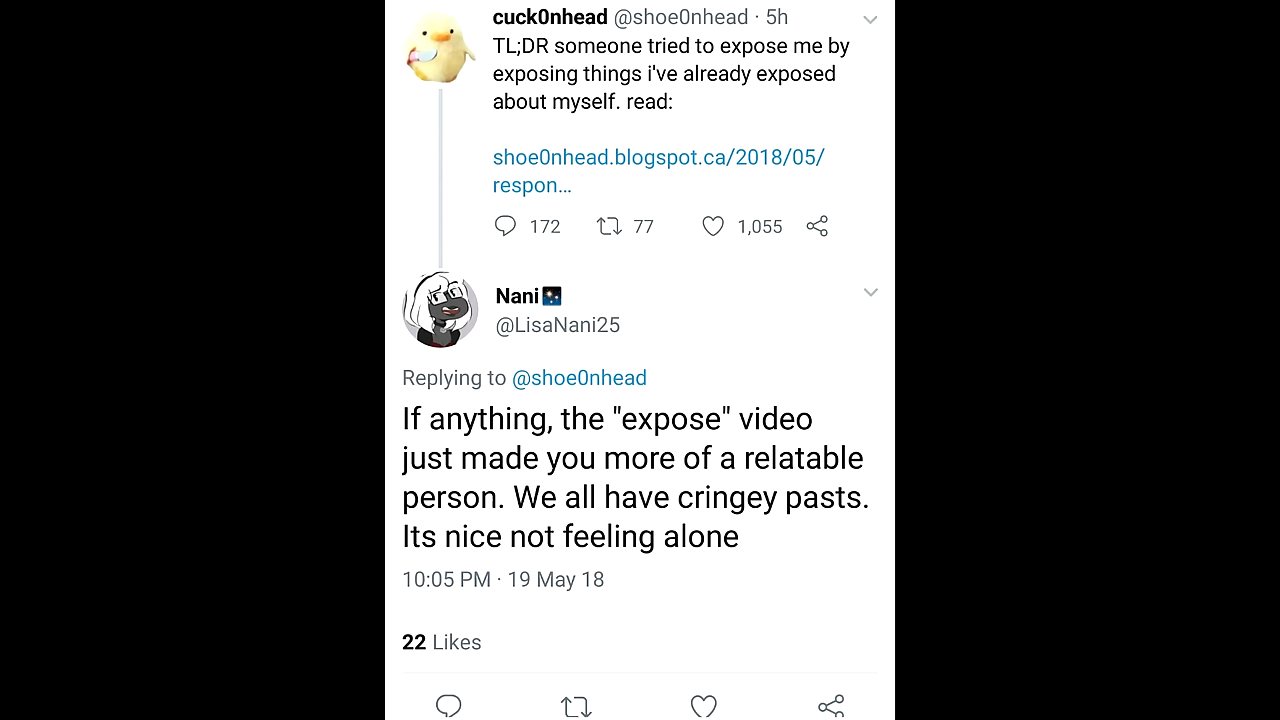 cuck0nhead @shoe0nhead · 5h
TL;DR someone tried to expose me by
exposing things i've already exposed
about myself. read:
shoe0nhead.blogspot.ca/2018/05/
respon...
172 77 1,055
Nani
@LisaNani25
Replying to @shoe0nhead
If anything, the "expose" video
just made you more of a relatable
person. We all have cringey pasts.
Its nice not feeling alone
10:05 PM · 19 May 18
22 Likes